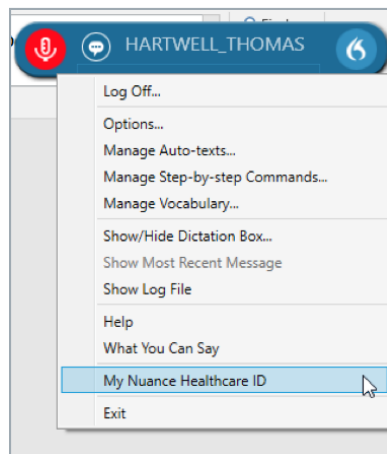 HARTWELL_THOMAS
Log Off...
Options...
Manage Auto-texts...
Manage Step-by-step Commands...
Manage Vocabulary...
Show/Hide Dictation Box...
Show Most Recent Message
Show Log File
Help
What You Can Say
My Nuance Healthcare ID
Exit